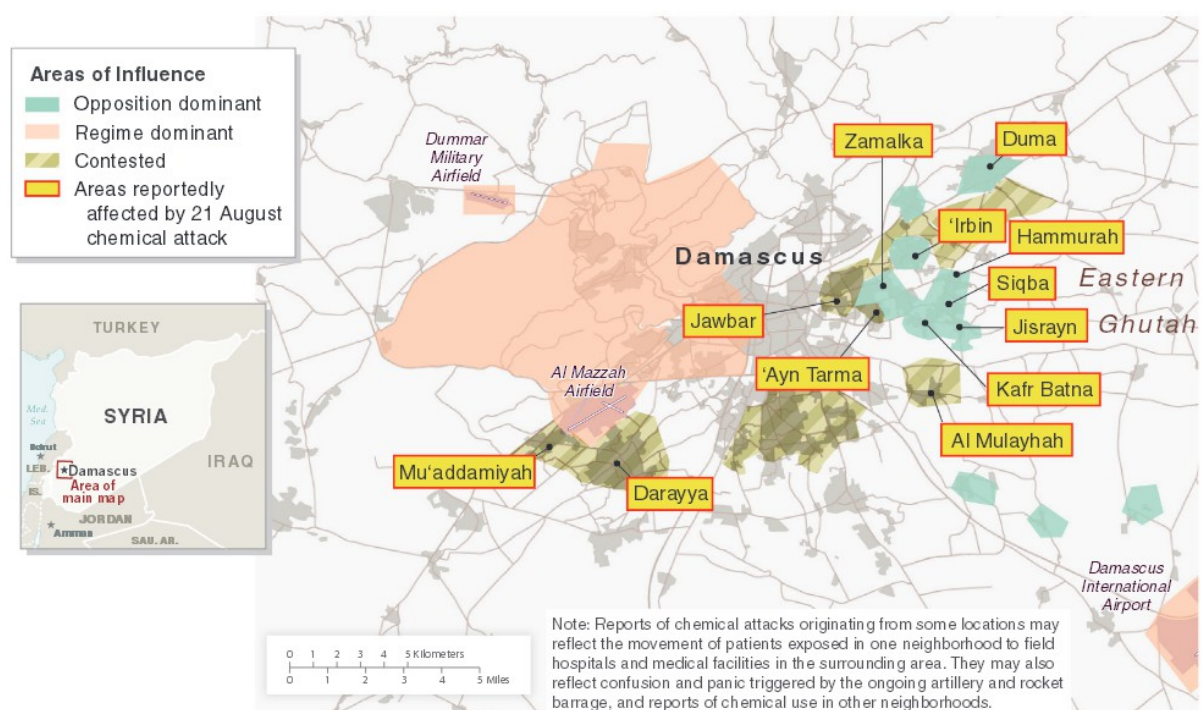 Areas of Influence
Opposition dominant
Regime dominant
Contested
Areas reportedly
affected by 21 August
chemical attack
Dummar
Military
Airfield
Zamalka
Duma
Damascus
‘Irbin
Hammurah
Siqba
Eastern
Ghutah
Jawbar
Jisrayn
Al Mazzah
Airfield
‘Ayn Tarma
Kafr Batna
Al Mulayhah
Mu‘addamiyah
Darayya
Damascus
International
Airport
TURKEY
Med.
Sea
SYRIA
Beirut
LEB.
Damascus
IRAQ
Area of
main map
IS.
JORDAN
Amman
SAU. AR.
0 1 2 3 4 5 Kilometers
0 1 2 3 4 5 Miles
Note: Reports of chemical attacks originating from some locations may
reflect the movement of patients exposed in one neighborhood to field
hospitals and medical facilities in the surrounding area. They may also
reflect confusion and panic triggered by the ongoing artillery and rocket
barrage, and reports of chemical use in other neighborhoods.